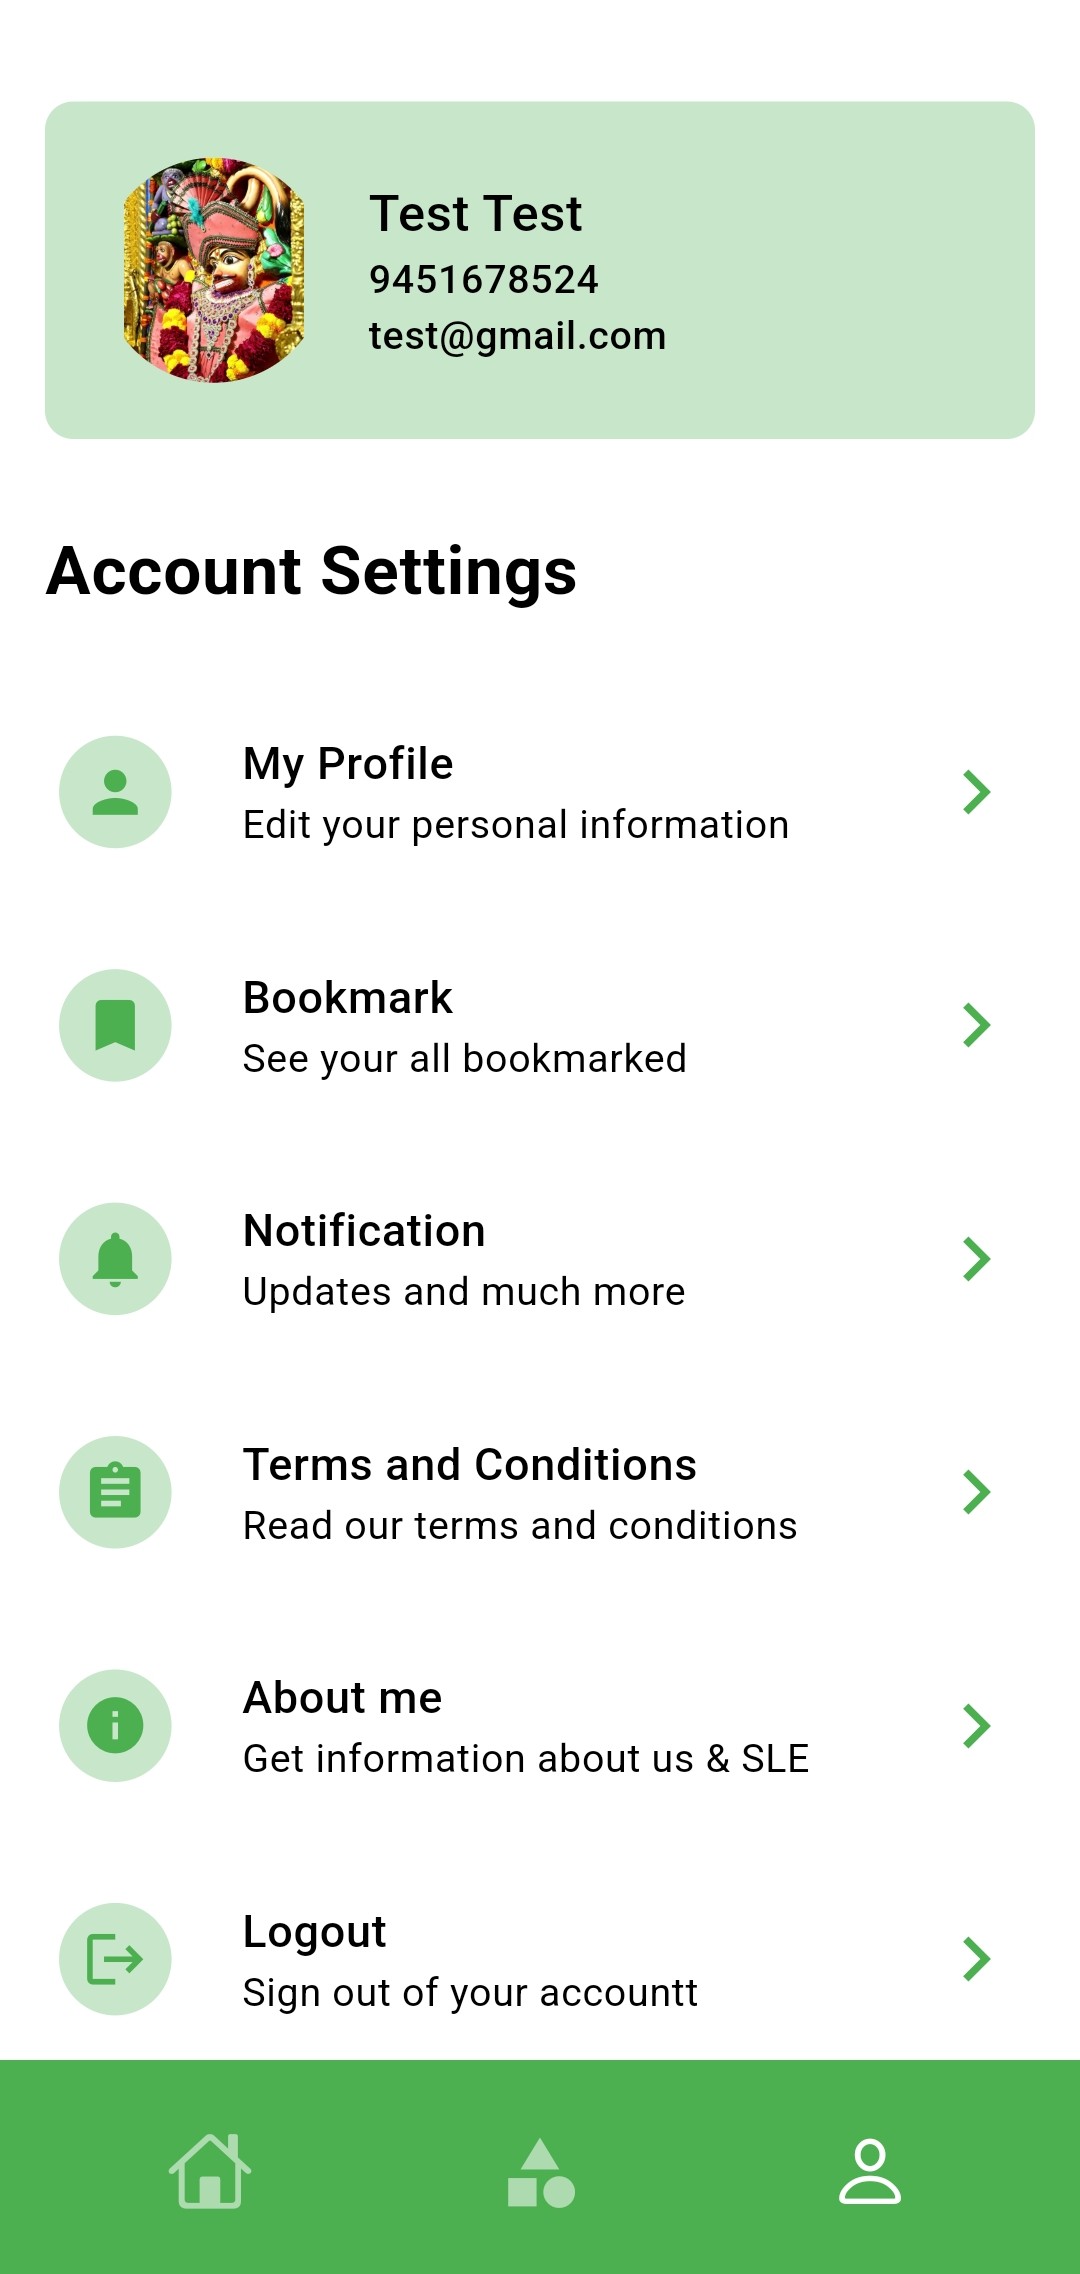 Test Test
9451678524
test@gmail.com
Account Settings
My Profile
Edit your personal information
Bookmark
See your all bookmarked
Notification
Updates and much more
Terms and Conditions
Read our terms and conditions
About me
Get information about us & SLE
Logout
Sign out of your accountt